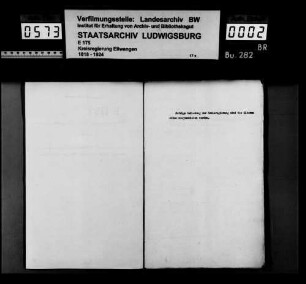 Verfilmungsstelle: Landesarchiv BW
Institut für Erhaltung von Archiv- und Bibliotheksgut
STAATSARCHIV LUDWIGSBURG
E 175
Kreisregierung Ellwangen
1818 - 1924
17 x
0573
0002
BR
Bü. 282